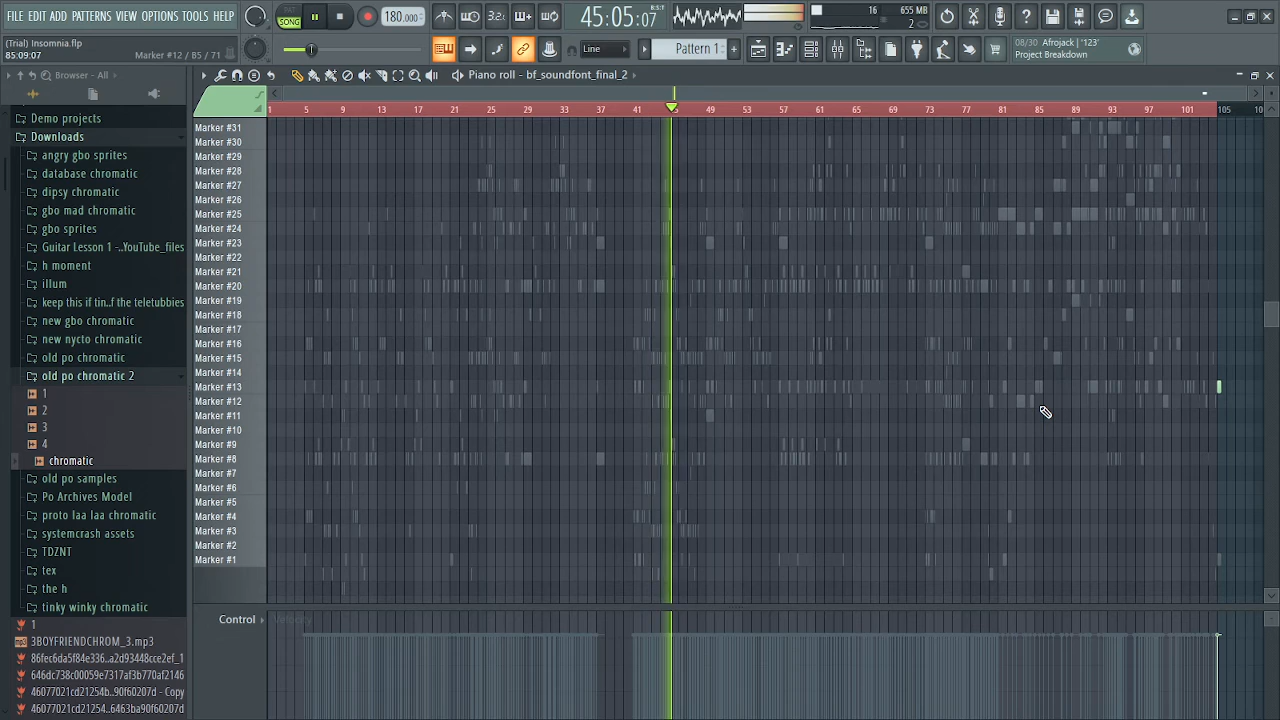 FILE EDIT ADD PATTERNS VIEW OPTIONS TOOLS HELP
PAT
SONG
180.000
3.2.
45:05:07
16
655 MB
2
(Trial) Insomnia.flp
85:09:07
Marker #12 / 85 / 71
Line
Pattern 1
08/30 Afrojack | '123'
Project Breakdown
Browser - All
Piano roll - bf_soundfont_final_2
1 5 9 13 17 21 25 29 33 37 41 45 49 53 57 61 65 69 73 77 81 85 89 93 97 101 105 10
Demo projects
Downloads
angry gbo sprites
database chromatic
dipsy chromatic
gbo mad chromatic
gbo sprites
Guitar Lesson 1 -..YouTube_files
h moment
illum
keep this if tin..f the teletubbies
new gbo chromatic
new nycto chromatic
old po chromatic
old po chromatic 2
1
2
3
4
chromatic
old po samples
Po Archives Model
proto laa laa chromatic
systemcrash assets
TDZNT
tex
the h
tinky winky chromatic
1
3BOYFRIENDCHROM_3.mp3
86fec6da5f84e336..a2d93448cce2ef_1
646dc738c00059e7317af3b770af2146
46077021cd21254b..90f60207d - Copy
46077021cd21254..6463ba90f60207d
Marker #31
Marker #30
Marker #29
Marker #28
Marker #27
Marker #26
Marker #25
Marker #24
Marker #23
Marker #22
Marker #21
Marker #20
Marker #19
Marker #18
Marker #17
Marker #16
Marker #15
Marker #14
Marker #13
Marker #12
Marker #11
Marker #10
Marker #9
Marker #8
Marker #7
Marker #6
Marker #5
Marker #4
Marker #3
Marker #2
Marker #1
Control
Velocity